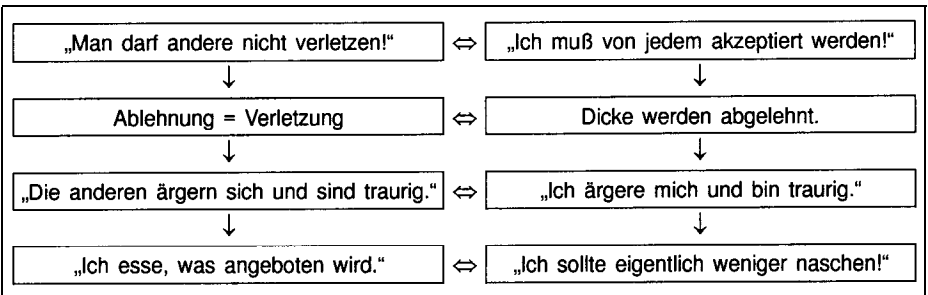 „Man darf andere nicht verletzen!“ ⇔ „Ich muß von jedem akzeptiert werden!“
↓ ↓
Ablehnung = Verletzung ⇔ Dicke werden abgelehnt.
↓ ↓
„Die anderen ärgern sich und sind traurig.“ ⇔ „Ich ärgere mich und bin traurig.“
↓ ↓
„Ich esse, was angeboten wird.“ ⇔ „Ich sollte eigentlich weniger naschen!“